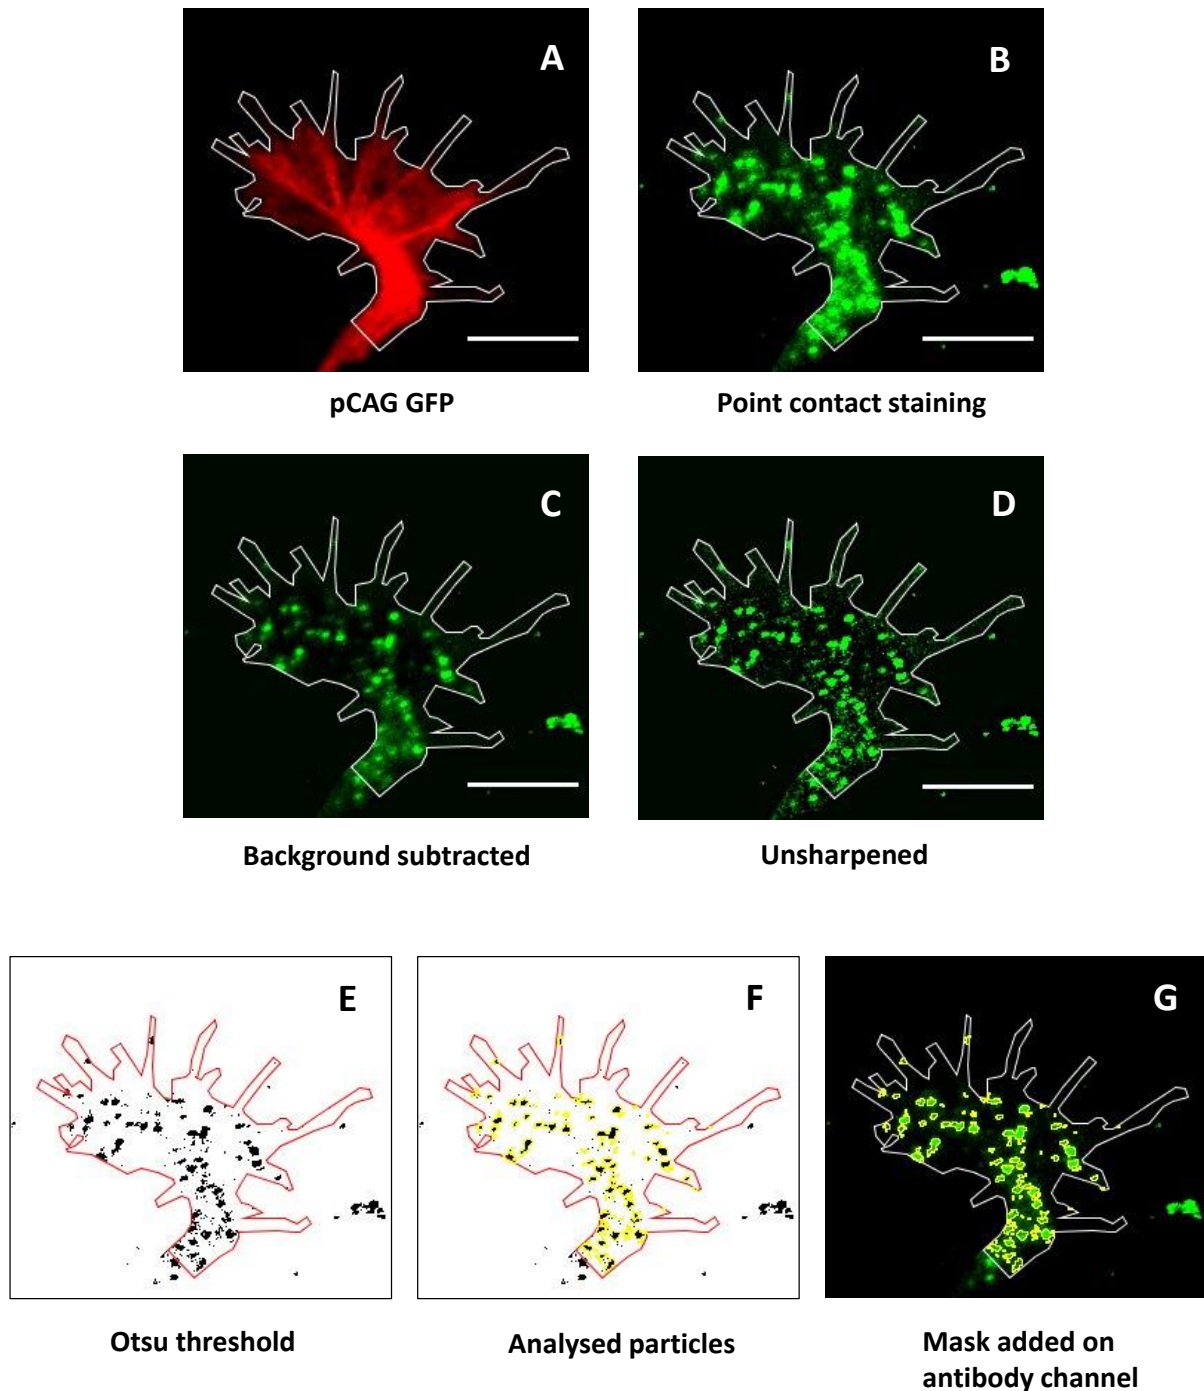 A
B
pCAG GFP
Point contact staining
C
D
Background subtracted
Unsharpened
E
F
G
Otsu threshold
Analysed particles
Mask added on
antibody channel